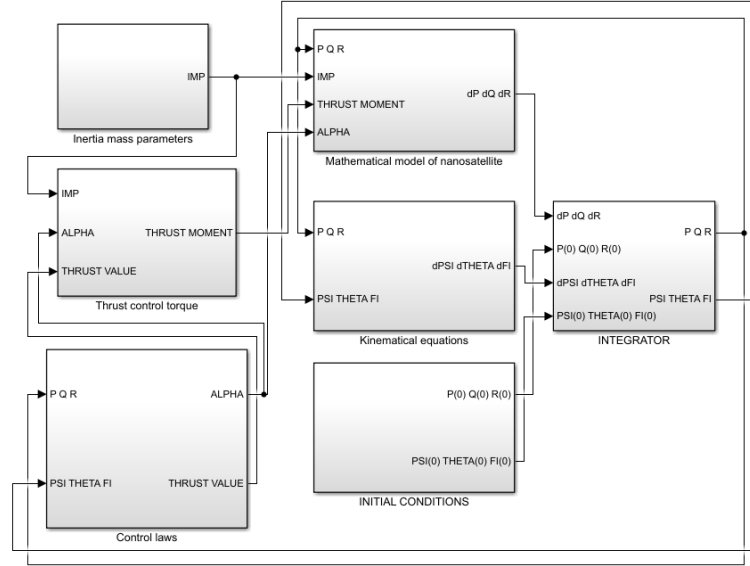 IMP
Inertia mass parameters
P Q R
IMP
THRUST MOMENT
ALPHA
dP dQ dR
Mathematical model of nanosatellite
IMP
ALPHA
THRUST VALUE
THRUST MOMENT
Thrust control torque
P Q R
PSI THETA FI
dPSI dTHETA dFI
Kinematical equations
dP dQ dR
P(0) Q(0) R(0)
dPSI dTHETA dFI
PSI(0) THETA(0) FI(0)
P Q R
PSI THETA FI
INTEGRATOR
P Q R
PSI THETA FI
ALPHA
THRUST VALUE
Control laws
P(0) Q(0) R(0)
PSI(0) THETA(0) FI(0)
INITIAL CONDITIONS